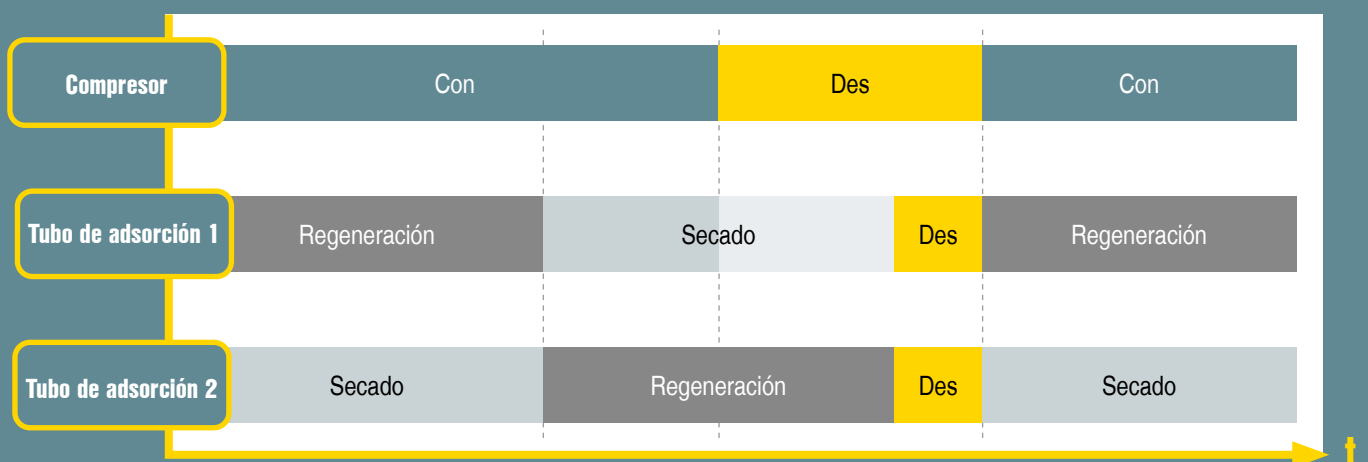 Compresor
Con
Des
Con
Tubo de adsorción 1
Regeneración
Secado
Des
Regeneración
Tubo de adsorción 2
Secado
Regeneración
Des
Secado
t